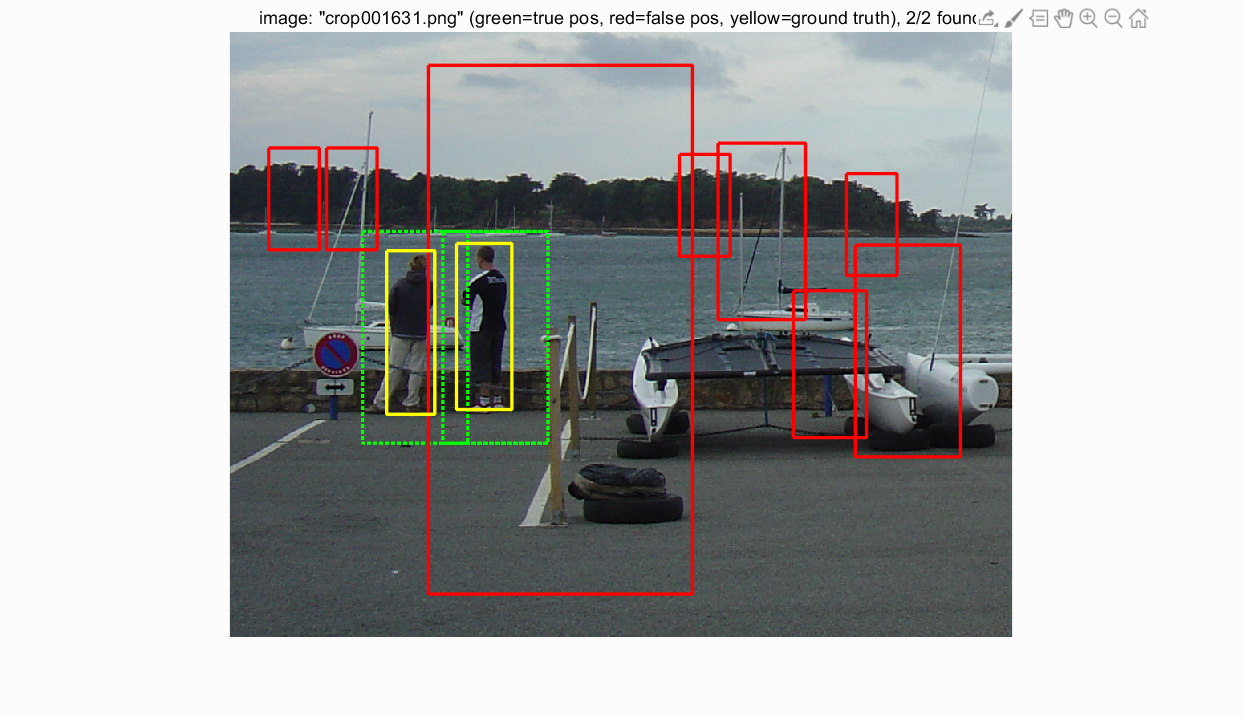 image: "crop001631.png" (green=true pos, red=false pos, yellow=ground truth), 2/2 found